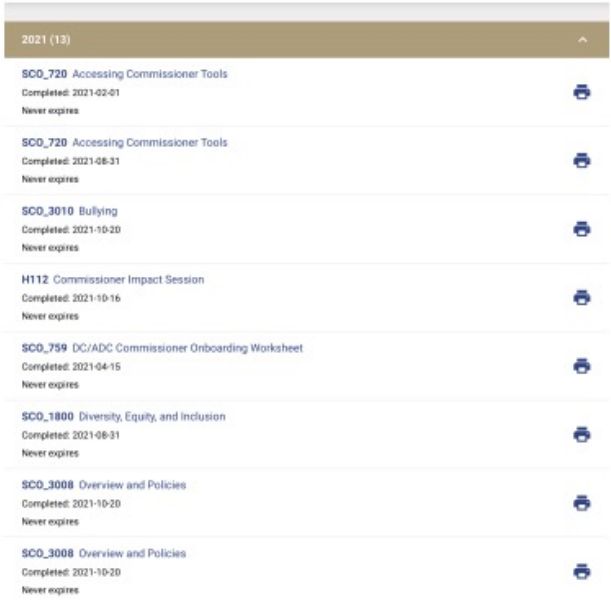 2021 (13)
SCO_720 Accessing Commissioner Tools
Completed: 2021-02-01
Never expires
SCO_720 Accessing Commissioner Tools
Completed: 2021-08-31
Never expires
SCO_3010 Bullying
Completed: 2021-10-20
Never expires
H112 Commissioner Impact Session
Completed: 2021-10-16
Never expires
SCO_759 DC/ADC Commissioner Onboarding Worksheet
Completed: 2021-04-15
Never expires
SCO_1800 Diversity, Equity, and Inclusion
Completed: 2021-08-31
Never expires
SCO_3008 Overview and Policies
Completed: 2021-10-20
Never expires
SCO_3008 Overview and Policies
Completed: 2021-10-20
Never expires